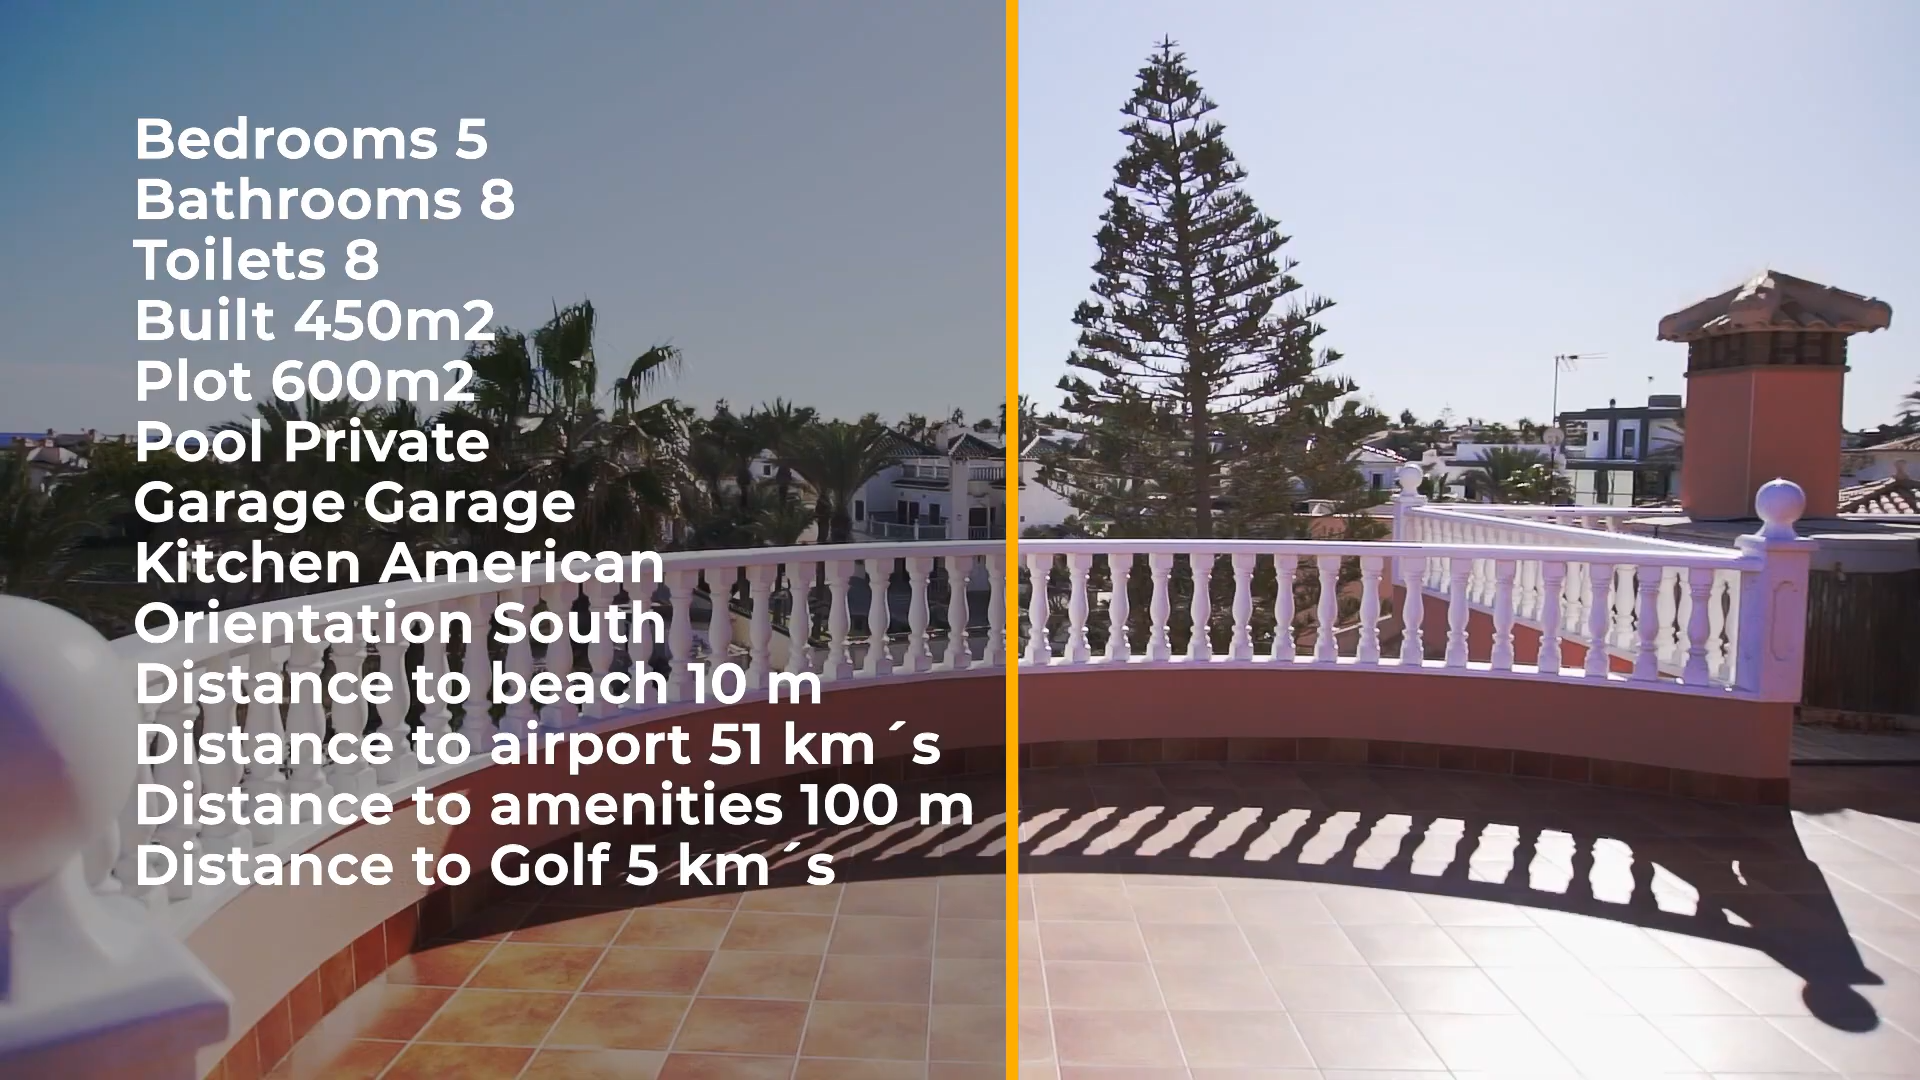 Bedrooms 5
Bathrooms 8
Toilets 8
Built 450m2
Plot 600m2
Pool Private
Garage Garage
Kitchen American
Orientation South
Distance to beach 10 m
Distance to airport 51 km´s
Distance to amenities 100 m
Distance to Golf 5 km´s